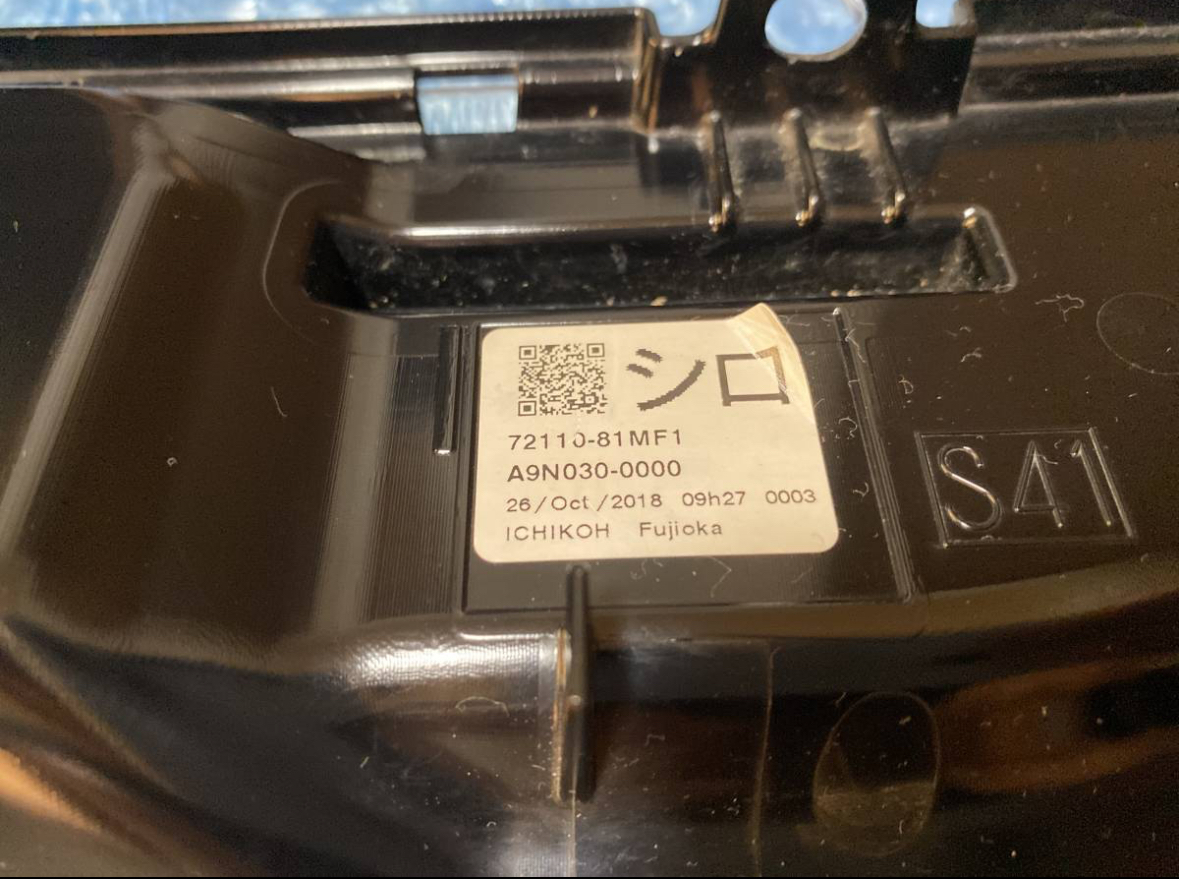 シロ
72110-81MF1
A9N030-0000
26/Oct/2018 09h27 0003
ICHIKOH Fujioka
S41